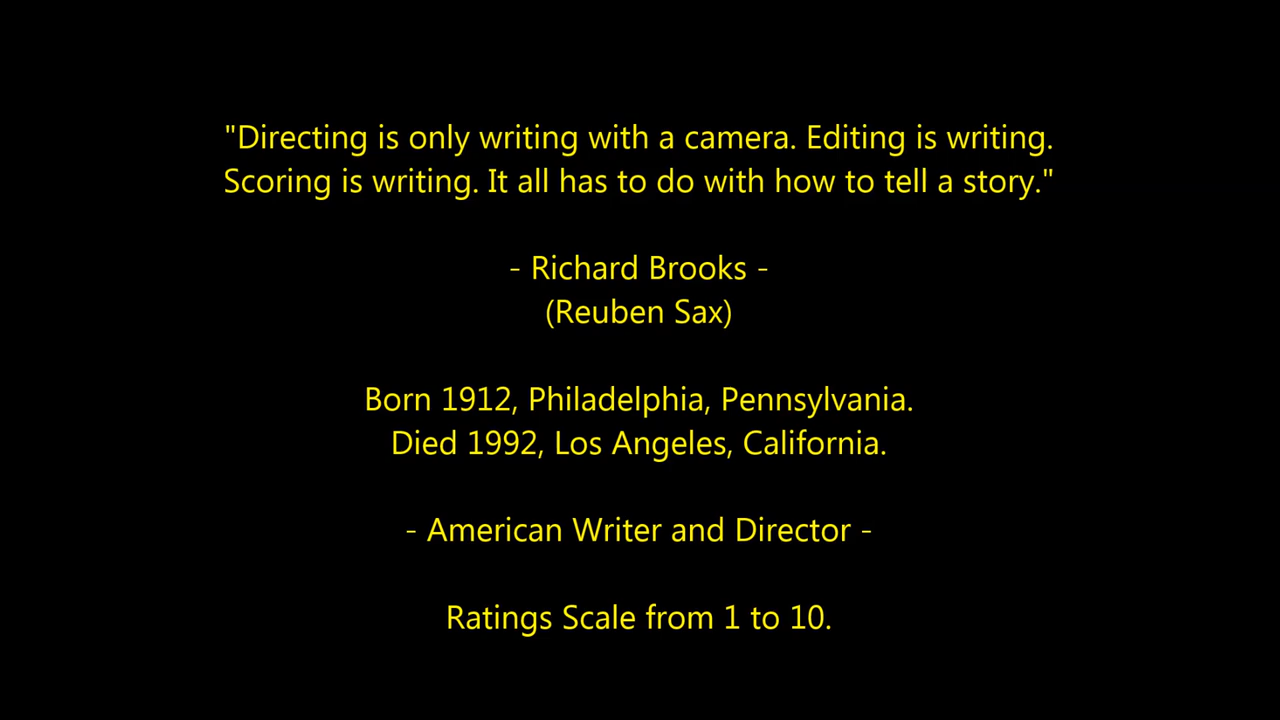 "Directing is only writing with a camera. Editing is writing.
Scoring is writing. It all has to do with how to tell a story."
- Richard Brooks -
(Reuben Sax)
Born 1912, Philadelphia, Pennsylvania.
Died 1992, Los Angeles, California.
- American Writer and Director -
Ratings Scale from 1 to 10.